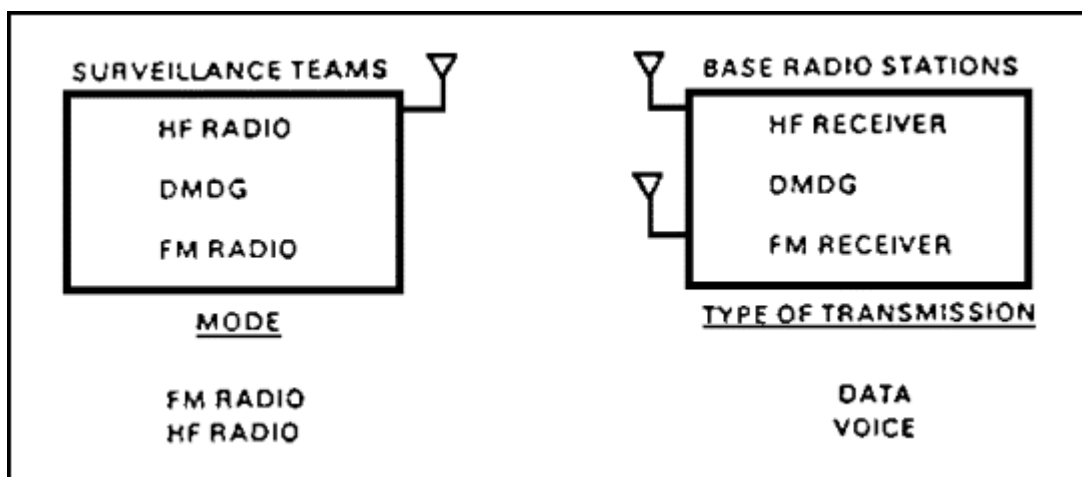 SURVEILLANCE TEAMS
HF RADIO
DMDG
FM RADIO
MODE
FM RADIO
HF RADIO
BASE RADIO STATIONS
HF RECEIVER
DMDG
FM RECEIVER
TYPE OF TRANSMISSION
DATA
VOICE